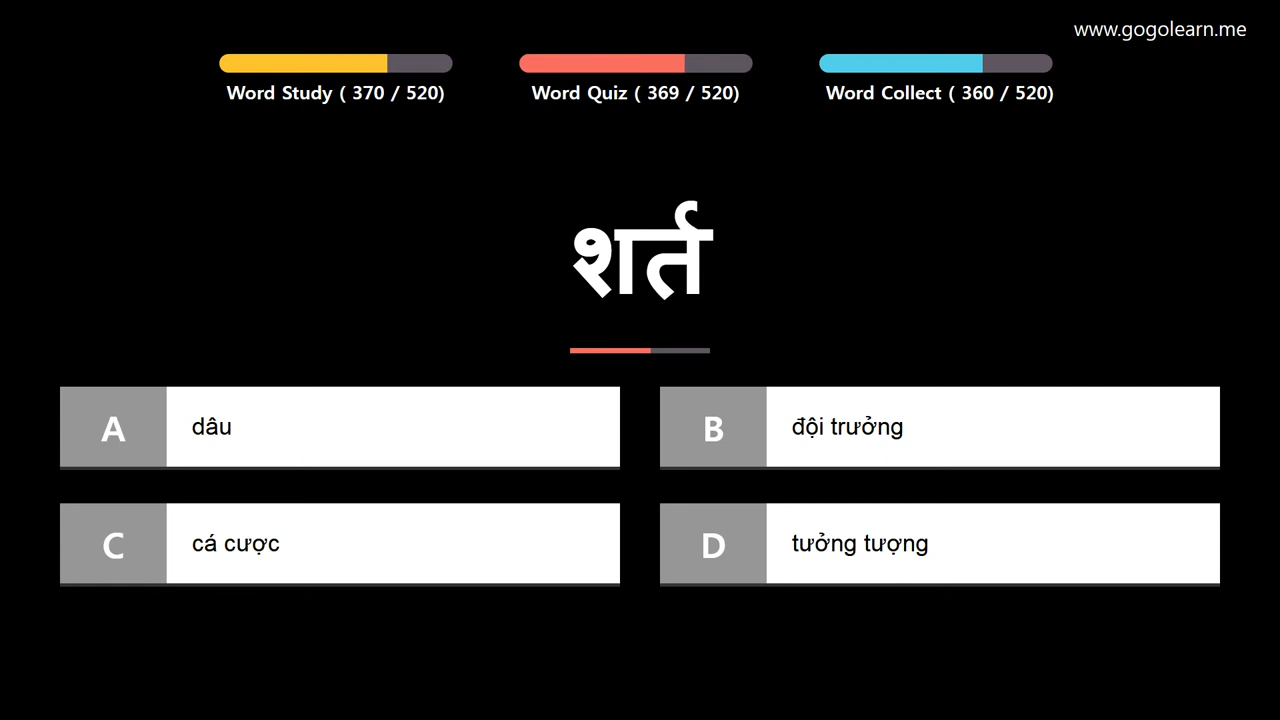 www.gogolearn.me
Word Study ( 370 / 520)
Word Quiz ( 369 / 520)
Word Collect ( 360 / 520)
शर्त
A dâu
B đội trưởng
C cá cược
D tưởng tượng